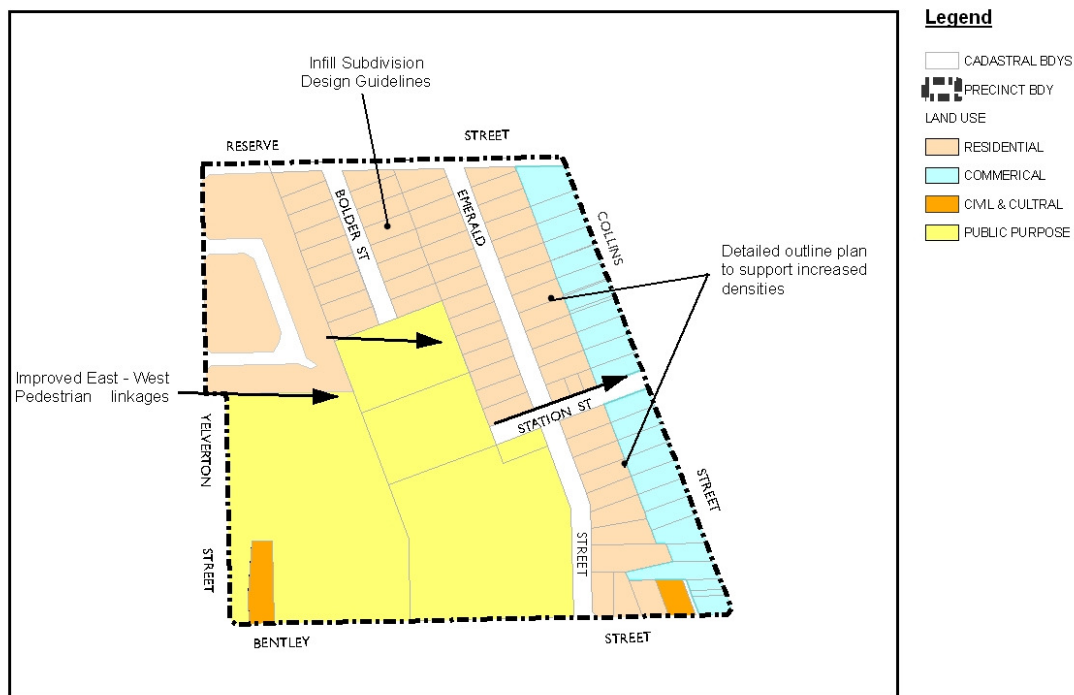 Infill Subdivision
Design Guidelines
RESERVE
STREET
BOLDER ST
EMERALD
COLLINS
Detailed outline plan
to support increased
densities
Improved East - West
Pedestrian linkages
STATION ST
YELVERTON
STREET
STREET
STREET
BENTLEY
STREET
Legend
CADASTRAL BDYS
PRECINCT BDY
LAND USE
RESIDENTIAL
COMMERICAL
CIVIL & CULTRAL
PUBLIC PURPOSE